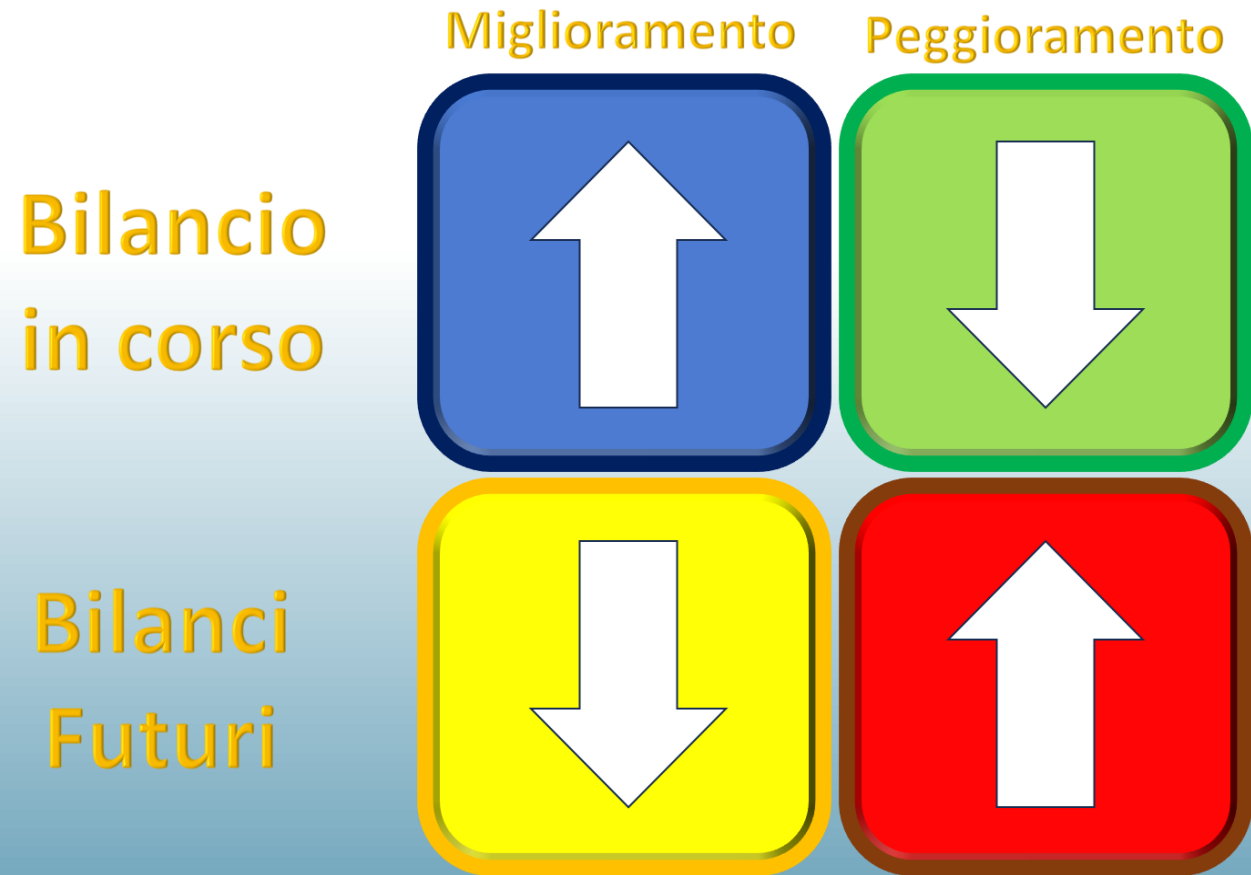 Miglioramento
Peggioramento
Bilancio
in corso
Bilanci
Futuri